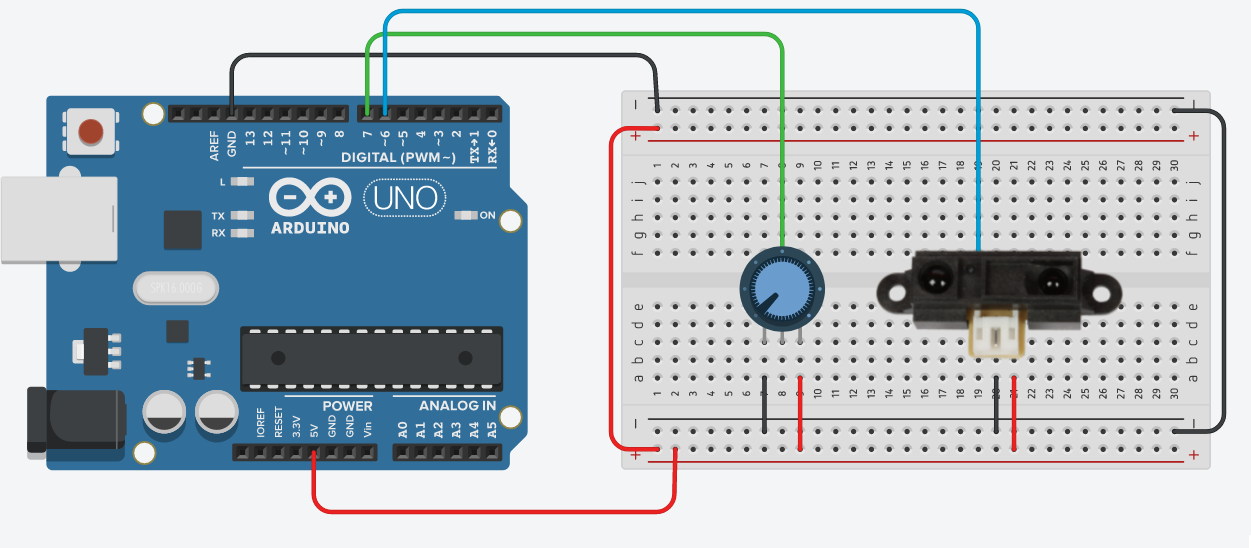 AREF GND 13 12 ~11 ~10 ~9 8 7 ~6 ~5 4 ~3 2 TX→1 RX←0
DIGITAL (PWM~)
L
TX
RX
UNO
ON
ARDUINO
SPK16.000G
POWER ANALOG IN
IOREF RESET 3.3V 5V GND GND Vin A0 A1 A2 A3 A4 A5
− −
+ +
1 2 3 4 5 6 7 8 9 10 11 12 13 14 15 16 17 18 19 20 21 22 23 24 25 26 27 28 29 30
j j
i i
h h
g g
f f
e e
d d
c c
b b
a a
1 2 3 4 5 6 7 8 9 10 11 12 13 14 15 16 17 18 19 20 21 22 23 24 25 26 27 28 29 30
− −
+ +